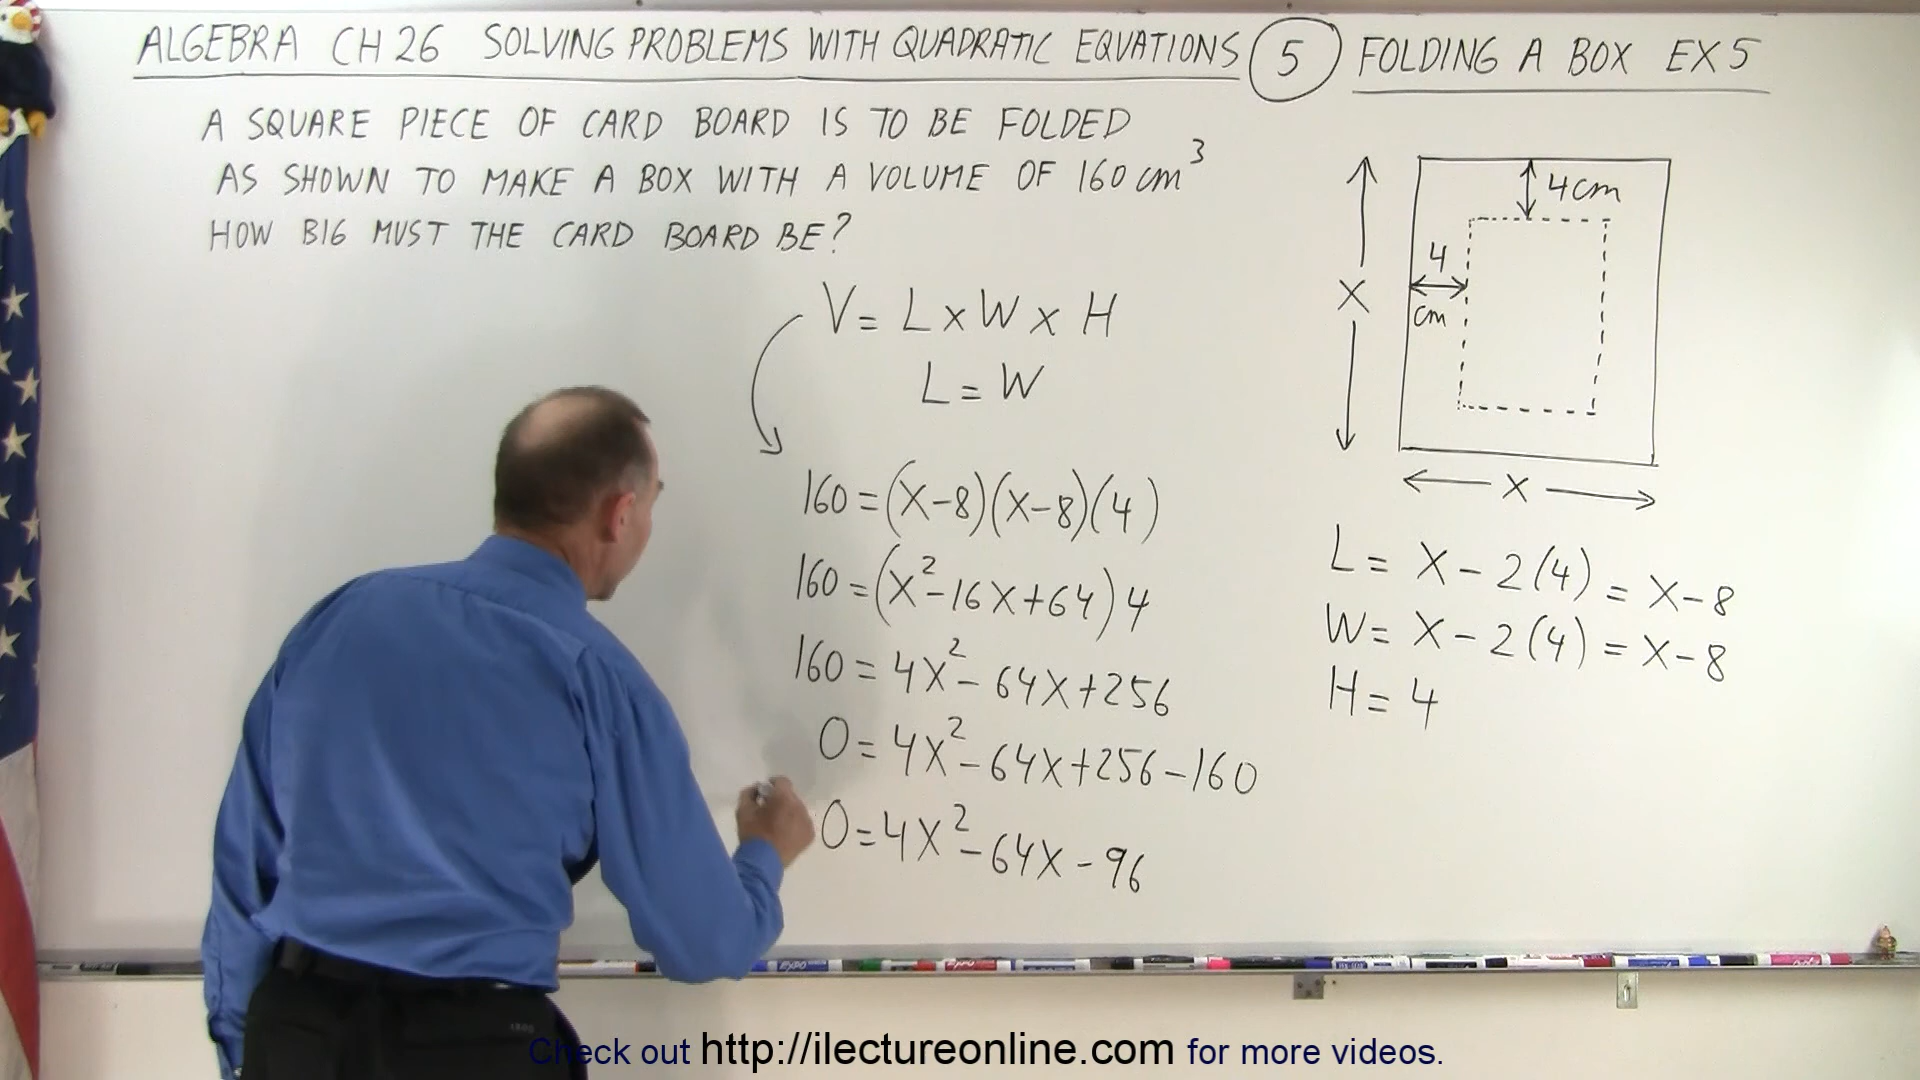 ALGEBRA CH 26 SOLVING PROBLEMS WITH QUADRATIC EQUATIONS 5 FOLDING A BOX EX 5
A SQUARE PIECE OF CARD BOARD IS TO BE FOLDED
AS SHOWN TO MAKE A BOX WITH A VOLUME OF 160 cm³
HOW BIG MUST THE CARD BOARD BE?
V = L x W x H
L = W
160 = (X-8)(X-8)(4)
160 = (X²-16X+64)4
160 = 4X²- 64X+256
0 = 4X²-64X+256-160
0=4X²-64X-96
4cm
4
cm
X
X
L = X - 2(4) = X-8
W = X - 2(4) = X-8
H = 4
EXPO
Check out http://ilectureonline.com for more videos.